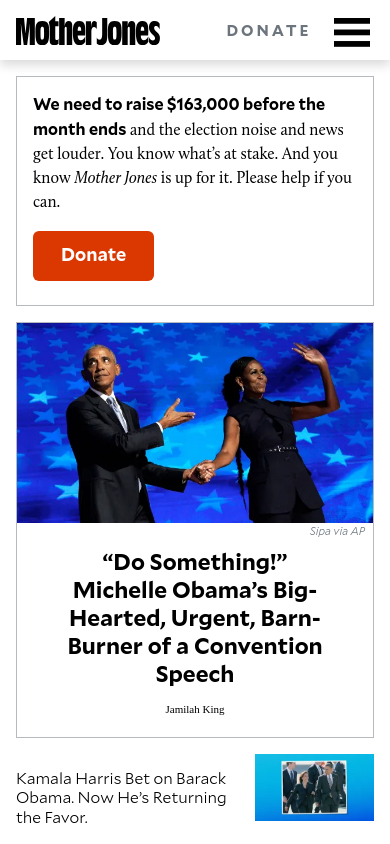 Mother Jones
DONATE
We need to raise $163,000 before the
month ends and the election noise and news
get louder. You know what’s at stake. And you
know Mother Jones is up for it. Please help if you
can.
Donate
Sipa via AP
“Do Something!”
Michelle Obama’s Big-
Hearted, Urgent, Barn-
Burner of a Convention
Speech
Jamilah King
Kamala Harris Bet on Barack
Obama. Now He’s Returning
the Favor.